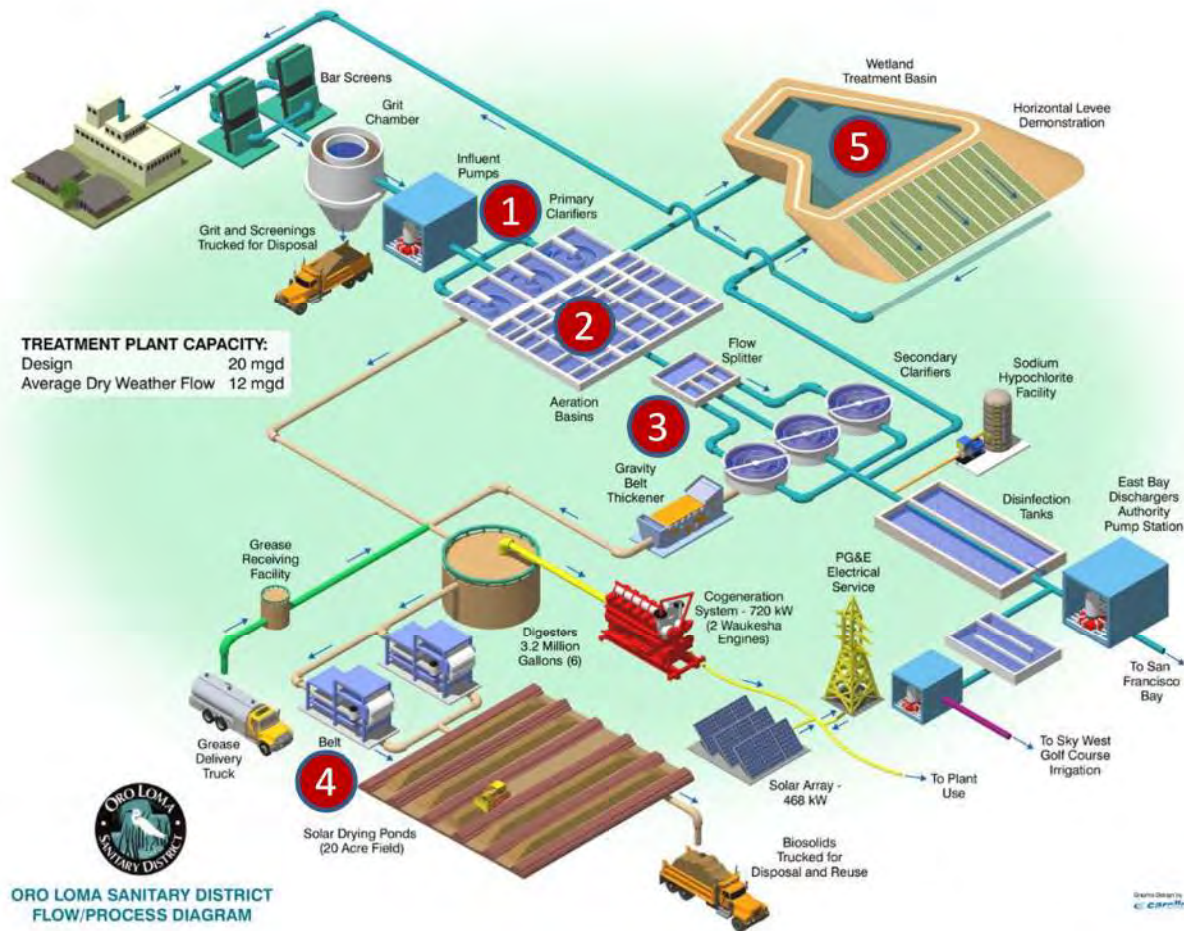 Bar Screens
Grit
Chamber
Influent
Pumps
1
Primary
Clarifiers
Wetland
Treatment Basin
Horizontal Levee
Demonstration
5
Grit and Screenings
Trucked for Disposal
TREATMENT PLANT CAPACITY:
Design 20 mgd
Average Dry Weather Flow 12 mgd
2
Aeration
Basins
Flow
Splitter
3
Secondary
Clarifiers
Sodium
Hypochlorite
Facility
Gravity
Belt
Thickener
Disinfection
Tanks
East Bay
Dischargers
Authority
Pump Station
Grease
Receiving
Facility
Digesters
3.2 Million
Gallons (6)
Cogeneration
System - 720 kW
(2 Waukesha
Engines)
PG&E
Electrical
Service
To San
Francisco
Bay
Grease
Delivery
Truck
Belt
4
Solar Drying Ponds
(20 Acre Field)
Solar Array -
468 kW
To Plant
Use
To Sky West
Golf Course
Irrigation
Biosolids
Trucked for
Disposal and Reuse
ORO LOMA
SANITARY DISTRICT
ORO LOMA SANITARY DISTRICT
FLOW/PROCESS DIAGRAM
Graphic Design by